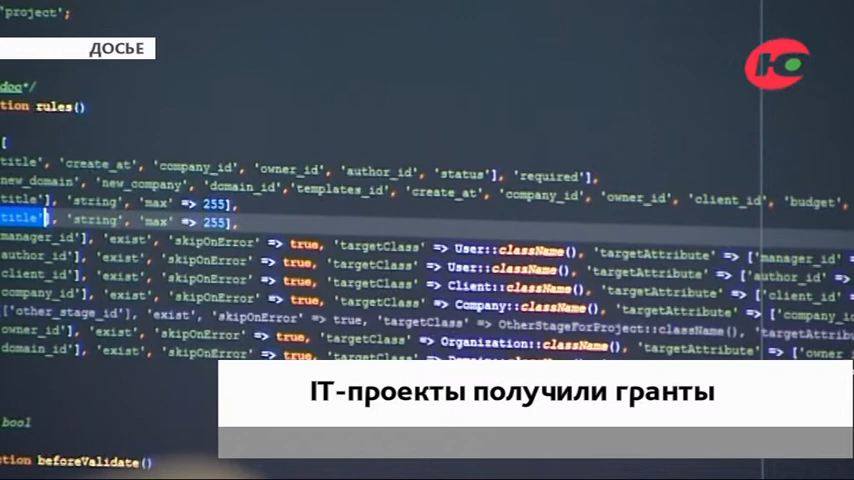 'project';
ДОСЬЕ
Ю
doc*/
tion rules()
[
title', 'create_at', 'company_id', 'owner_id', 'author_id', 'status'], 'required'],
new_domain', 'new_company', 'domain_id','templates_id', 'create_at', 'company_id', 'owner_id', 'client_id', 'budget',
title'], 'string', 'max' => 255],
title'], 'string', 'max' => 255],
manager_id'], 'exist', 'skipOnError' => true, 'targetClass' => User::className(), 'targetAttribute' => ['manager_id'
author_id'], 'exist', 'skipOnError' => true, 'targetClass' => User::className(), 'targetAttribute' => ['author_id' =>
client_id'], 'exist', 'skipOnError' => true, 'targetClass' => Client::className(), 'targetAttribute' => ['client_id'
company_id'], 'exist', 'skipOnError' => true, 'targetClass' => Company::className(), 'targetAttribute' => ['company_id
['other_stage_id'], 'exist', 'skipOnError' => true, 'targetClass' => OtherStageForProject::className(), 'targetAttribu
owner_id'], 'exist', 'skipOnError' => true, 'targetClass' => Organization::className(), 'targetAttribute' => ['owner
domain_id'], 'exist', 'skipOnError' => true, 'targetClass'
IT-проекты получили гранты
bool
ction beforeValidate()